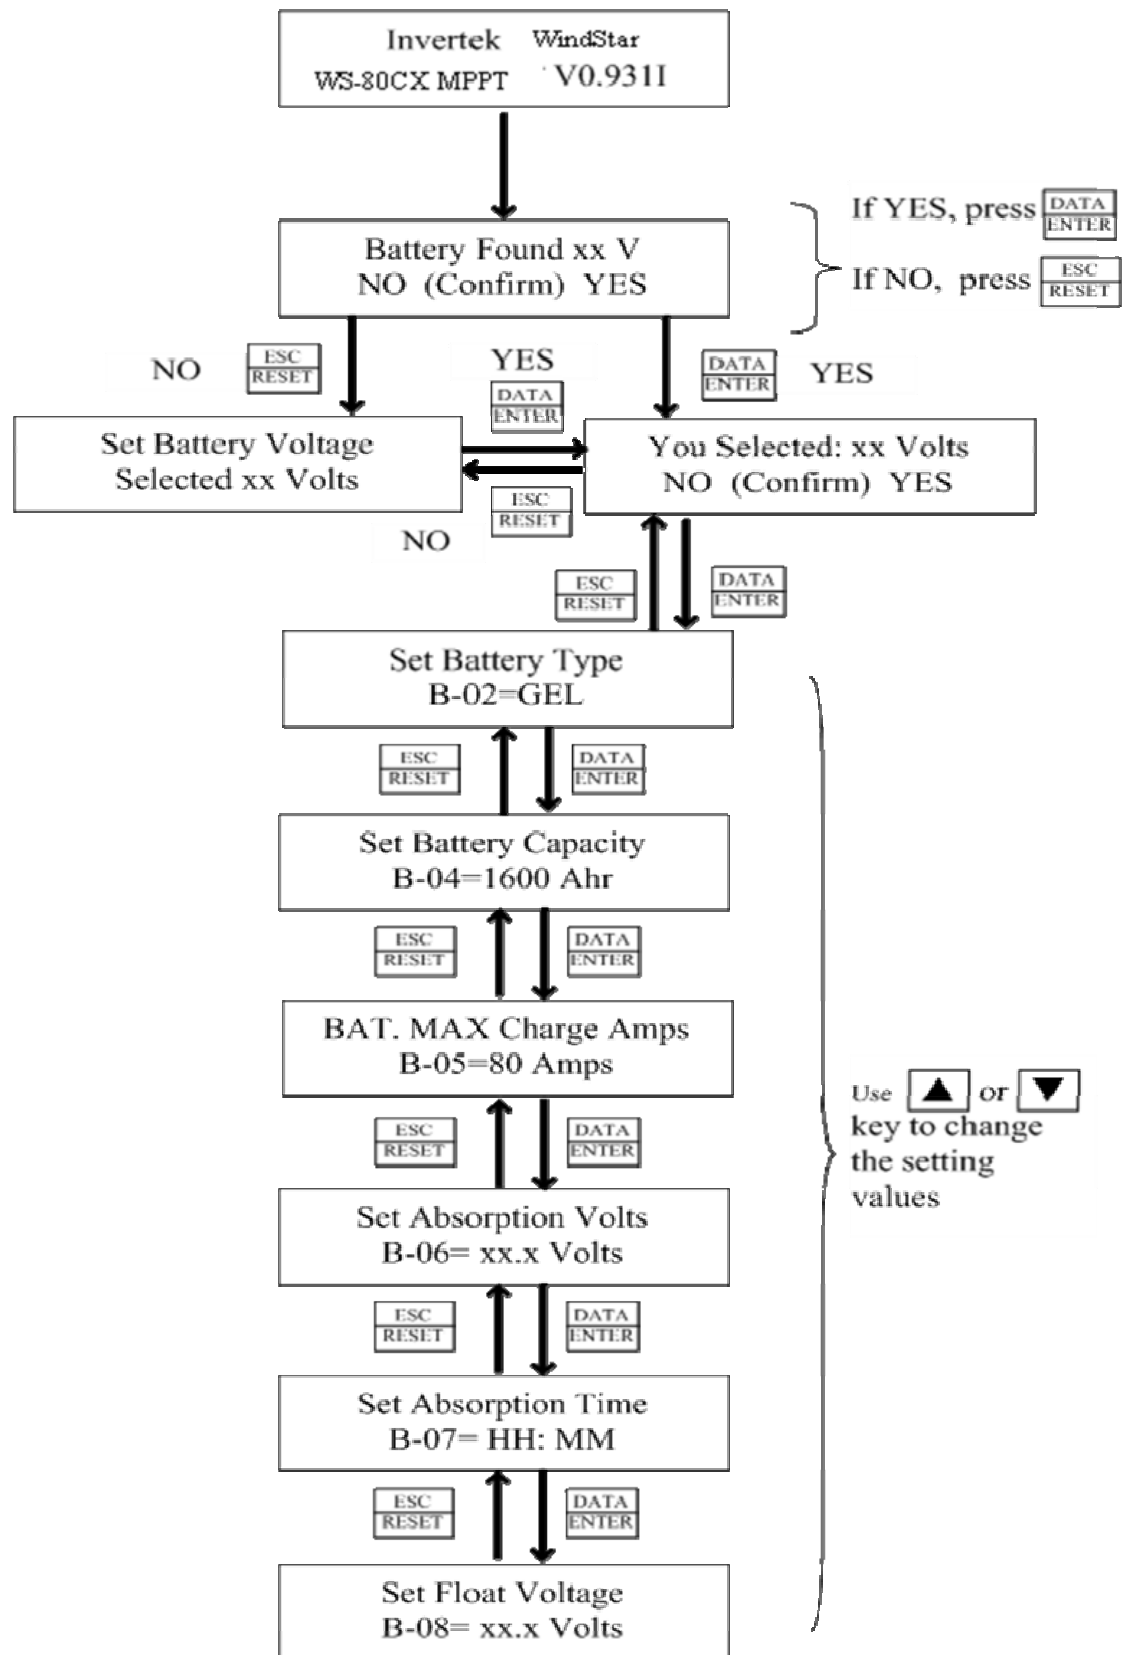 Invertek WindStar
WS-80CX MPPT V0.931I
Battery Found xx V
NO (Confirm) YES
If YES, press DATA
ENTER
If NO, press ESC
RESET
NO ESC
RESET
YES
DATA
ENTER
DATA
ENTER YES
Set Battery Voltage
Selected xx Volts
You Selected: xx Volts
NO (Confirm) YES
ESC
RESET
NO
ESC
RESET
DATA
ENTER
Set Battery Type
B-02=GEL
ESC
RESET
DATA
ENTER
Set Battery Capacity
B-04=1600 Ahr
ESC
RESET
DATA
ENTER
BAT. MAX Charge Amps
B-05=80 Amps
Use or
key to change
the setting
values
ESC
RESET
DATA
ENTER
Set Absorption Volts
B-06= xx.x Volts
ESC
RESET
DATA
ENTER
Set Absorption Time
B-07= HH: MM
ESC
RESET
DATA
ENTER
Set Float Voltage
B-08= xx.x Volts